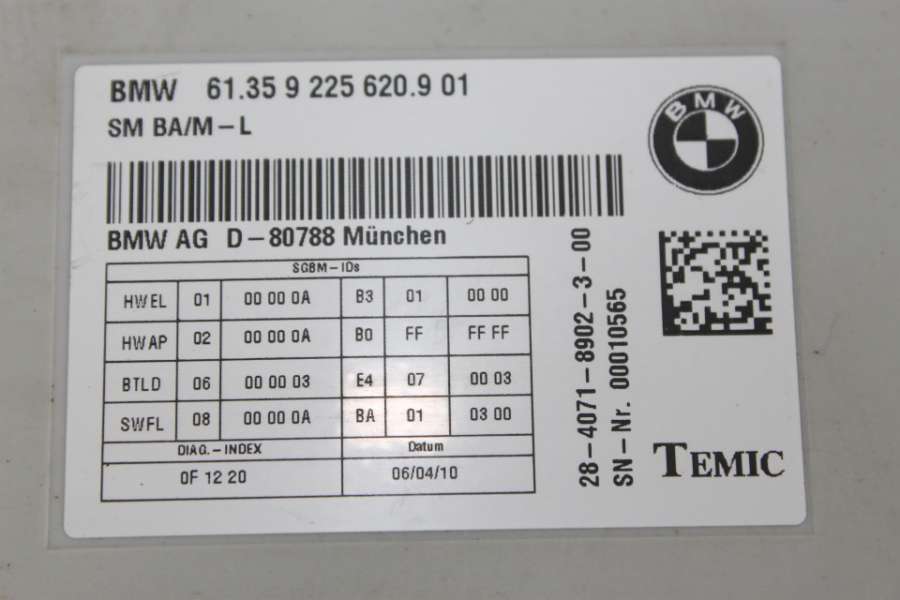 BMW 61.35 9 225 620.9 01
SM BA/M-L
BMW
BMW AG D-80788 München
SGBM-IDs
HWEL 01 00 00 0A B3 01 00 00
HWAP 02 00 00 0A B0 FF FF FF
BTLD 06 00 00 03 E4 07 00 03
SWFL 08 00 00 0A BA 01 03 00
DIAG.-INDEX Datum
0F 12 20 06/04/10
28-4071-8902-3-00
SN-Nr. 00010565
TEMIC